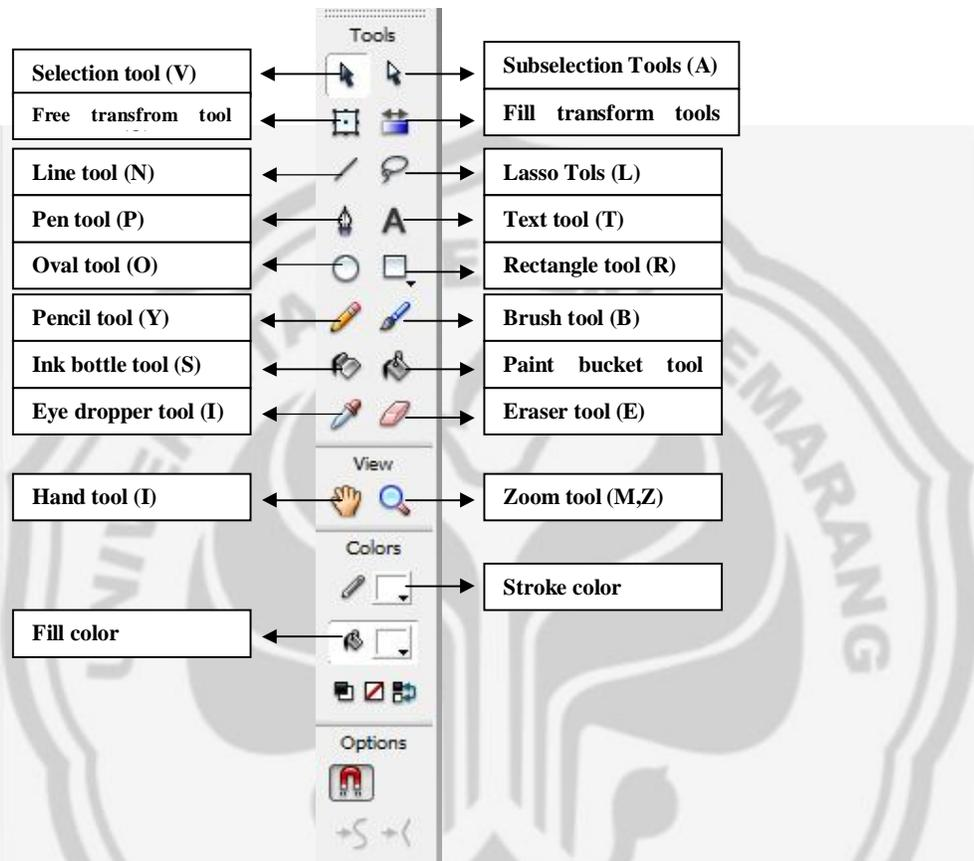 Tools
Selection tool (V)
Subselection Tools (A)
Free transfrom tool
Fill transform tools
Line tool (N)
Lasso Tols (L)
Pen tool (P)
Text tool (T)
Oval tool (O)
Rectangle tool (R)
Pencil tool (Y)
Brush tool (B)
Ink bottle tool (S)
Paint bucket tool
Eye dropper tool (I)
Eraser tool (E)
View
Hand tool (I)
Zoom tool (M,Z)
Colors
Stroke color
Fill color
Options